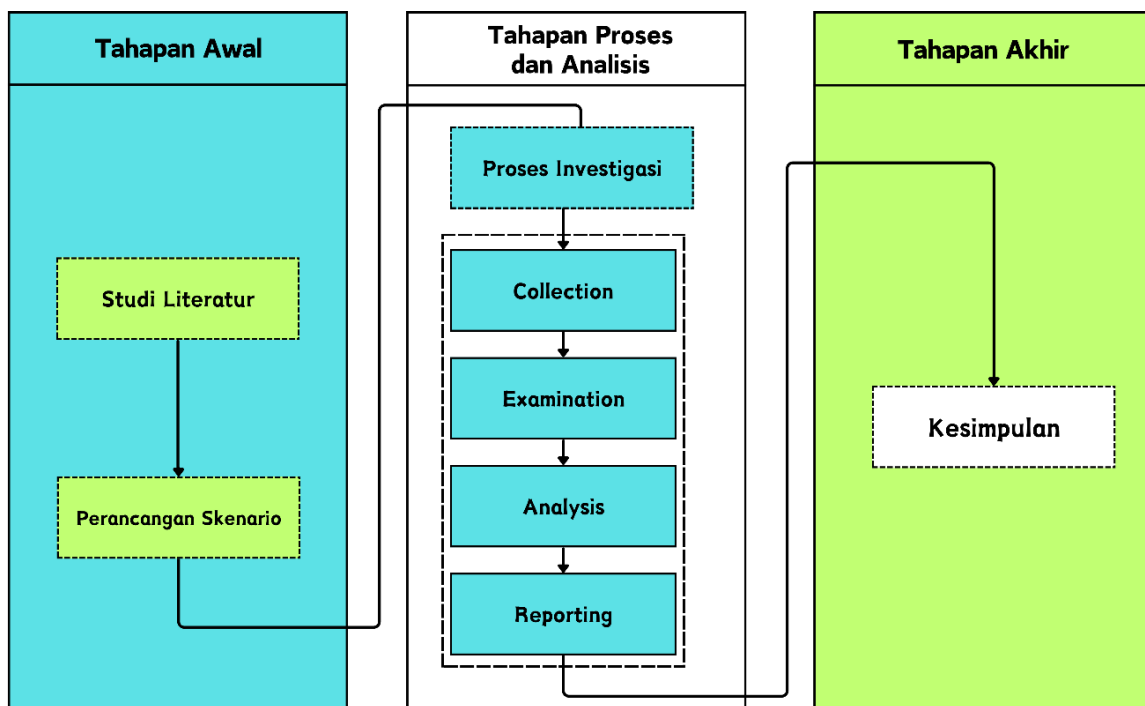 Tahapan Awal
Studi Literatur
Perancangan Skenario
Tahapan Proses
dan Analisis
Proses Investigasi
Collection
Examination
Analysis
Reporting
Tahapan Akhir
Kesimpulan